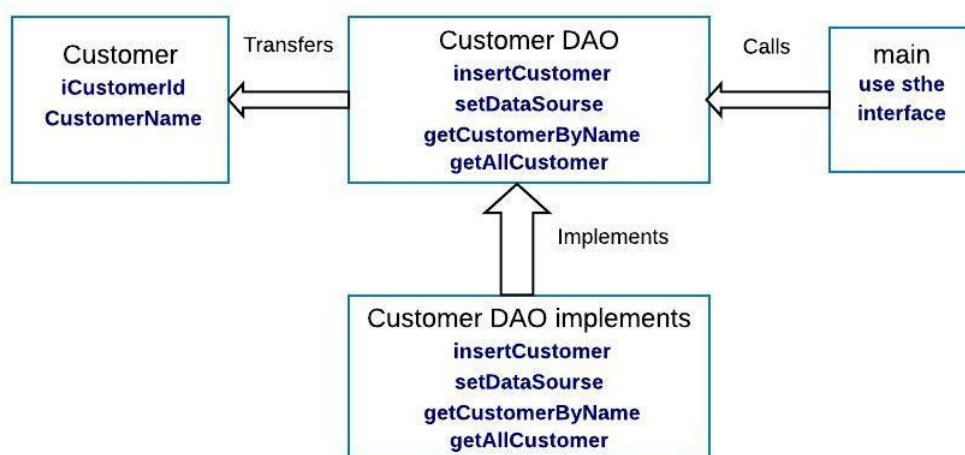 Customer
iCustomerId
CustomerName
Transfers
Customer DAO
insertCustomer
setDataSourse
getCustomerByName
getAllCustomer
Calls
main
use sthe
interface
Implements
Customer DAO implements
insertCustomer
setDataSourse
getCustomerByName
getAllCustomer